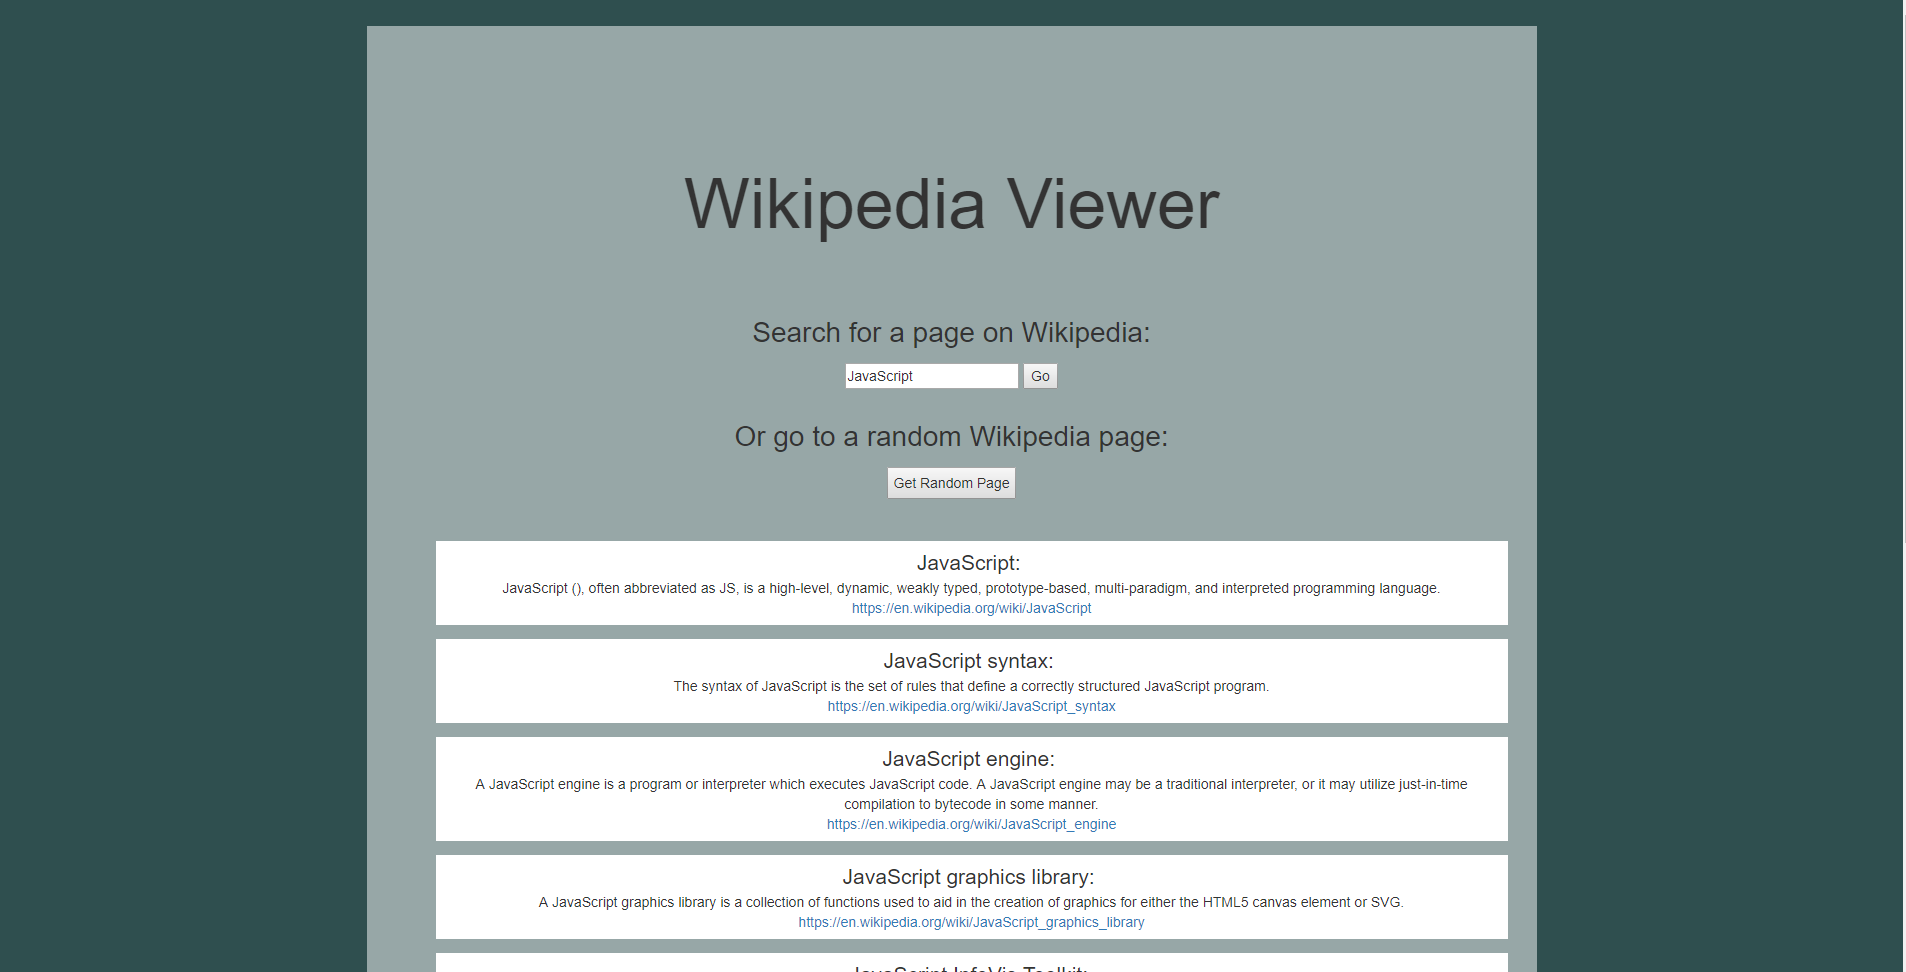 Wikipedia Viewer
Search for a page on Wikipedia:
JavaScript Go
Or go to a random Wikipedia page:
Get Random Page
JavaScript:
JavaScript (), often abbreviated as JS, is a high-level, dynamic, weakly typed, prototype-based, multi-paradigm, and interpreted programming language.
https://en.wikipedia.org/wiki/JavaScript
JavaScript syntax:
The syntax of JavaScript is the set of rules that define a correctly structured JavaScript program.
https://en.wikipedia.org/wiki/JavaScript_syntax
JavaScript engine:
A JavaScript engine is a program or interpreter which executes JavaScript code. A JavaScript engine may be a traditional interpreter, or it may utilize just-in-time
compilation to bytecode in some manner.
https://en.wikipedia.org/wiki/JavaScript_engine
JavaScript graphics library:
A JavaScript graphics library is a collection of functions used to aid in the creation of graphics for either the HTML5 canvas element or SVG.
https://en.wikipedia.org/wiki/JavaScript_graphics_library
JavaScript InfoVis Toolkit: